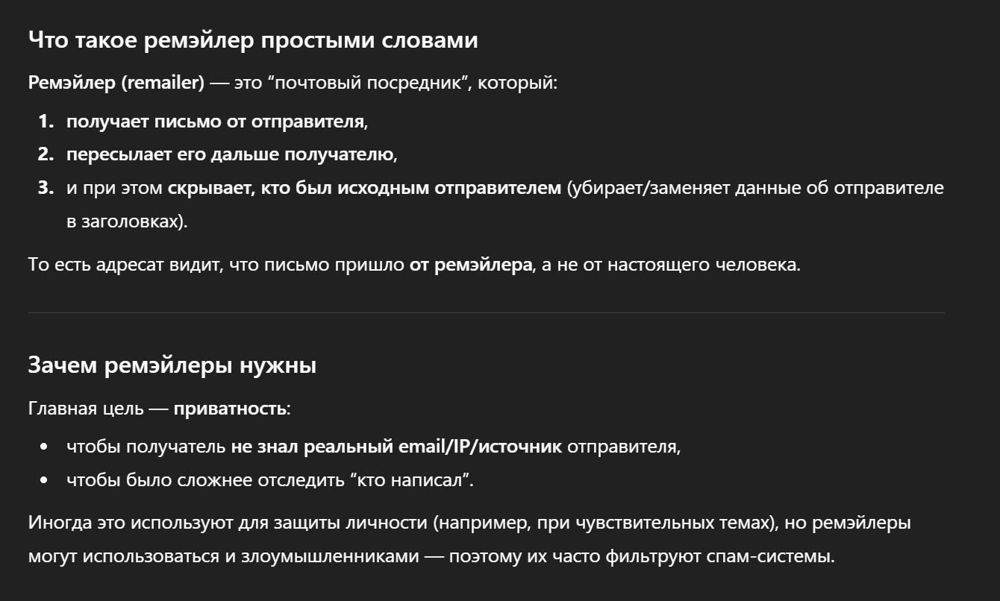 Что такое ремэйлер простыми словами
Ремэйлер (remailer) — это “почтовый посредник”, который:
1. получает письмо от отправителя,
2. пересылает его дальше получателю,
3. и при этом скрывает, кто был исходным отправителем (убирает/заменяет данные об отправителе
в заголовках).
То есть адресат видит, что письмо пришло от ремэйлера, а не от настоящего человека.
Зачем ремэйлеры нужны
Главная цель — приватность:
• чтобы получатель не знал реальный email/IP/источник отправителя,
• чтобы было сложнее отследить “кто написал”.
Иногда это используют для защиты личности (например, при чувствительных темах), но ремэйлеры
могут использоваться и злоумышленниками — поэтому их часто фильтруют спам-системы.